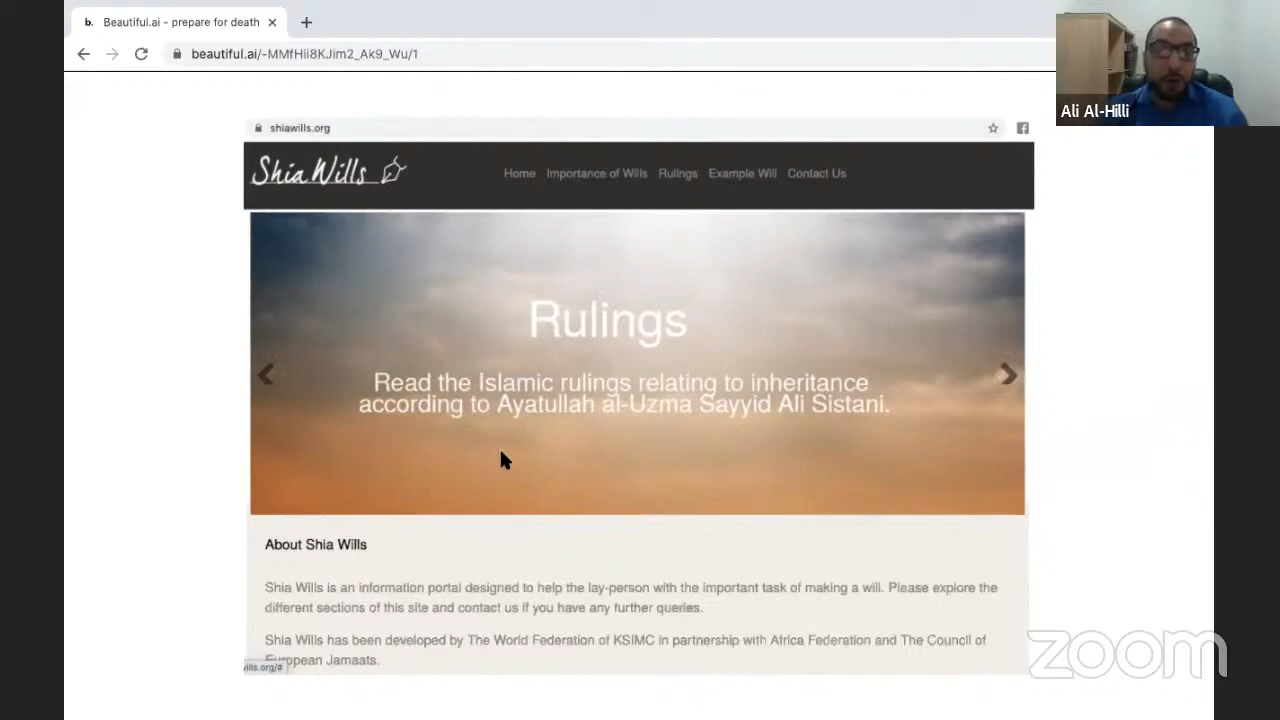 b. Beautiful.ai - prepare for death
beautiful.ai/-MMfHii8KJim2_Ak9_Wu/1
Ali Al-Hilli
shiawills.org
Shia Wills
Home Importance of Wills Rulings Example Will Contact Us
Rulings
Read the Islamic rulings relating to inheritance
according to Ayatullah al-Uzma Sayyid Ali Sistani.
About Shia Wills
Shia Wills is an information portal designed to help the lay-person with the important task of making a will. Please explore the
different sections of this site and contact us if you have any further queries.
Shia Wills has been developed by The World Federation of KSIMC in partnership with Africa Federation and The Council of
European Jamaats.
wills.org/#
zoom